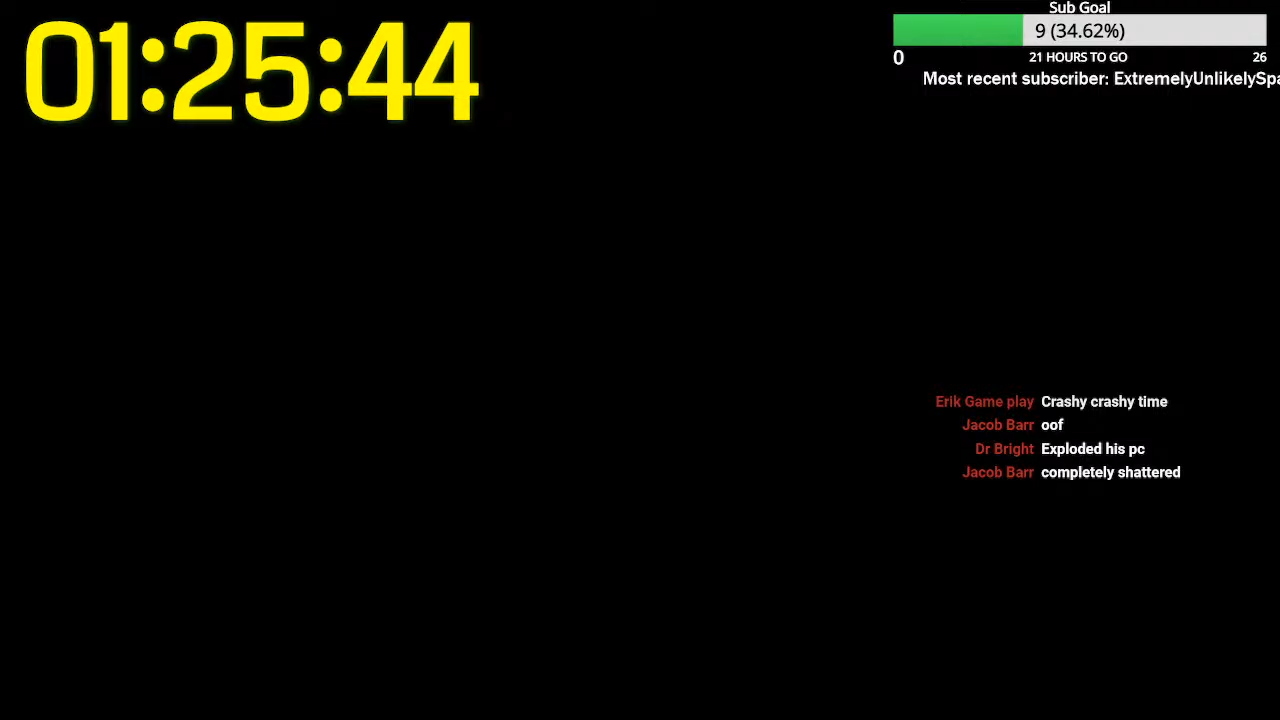 01:25:44
Sub Goal
9 (34.62%)
0 21 HOURS TO GO 26
Most recent subscriber: ExtremelyUnlikelySpa
Erik Game play Crashy crashy time
Jacob Barr oof
Dr Bright Exploded his pc
Jacob Barr completely shattered